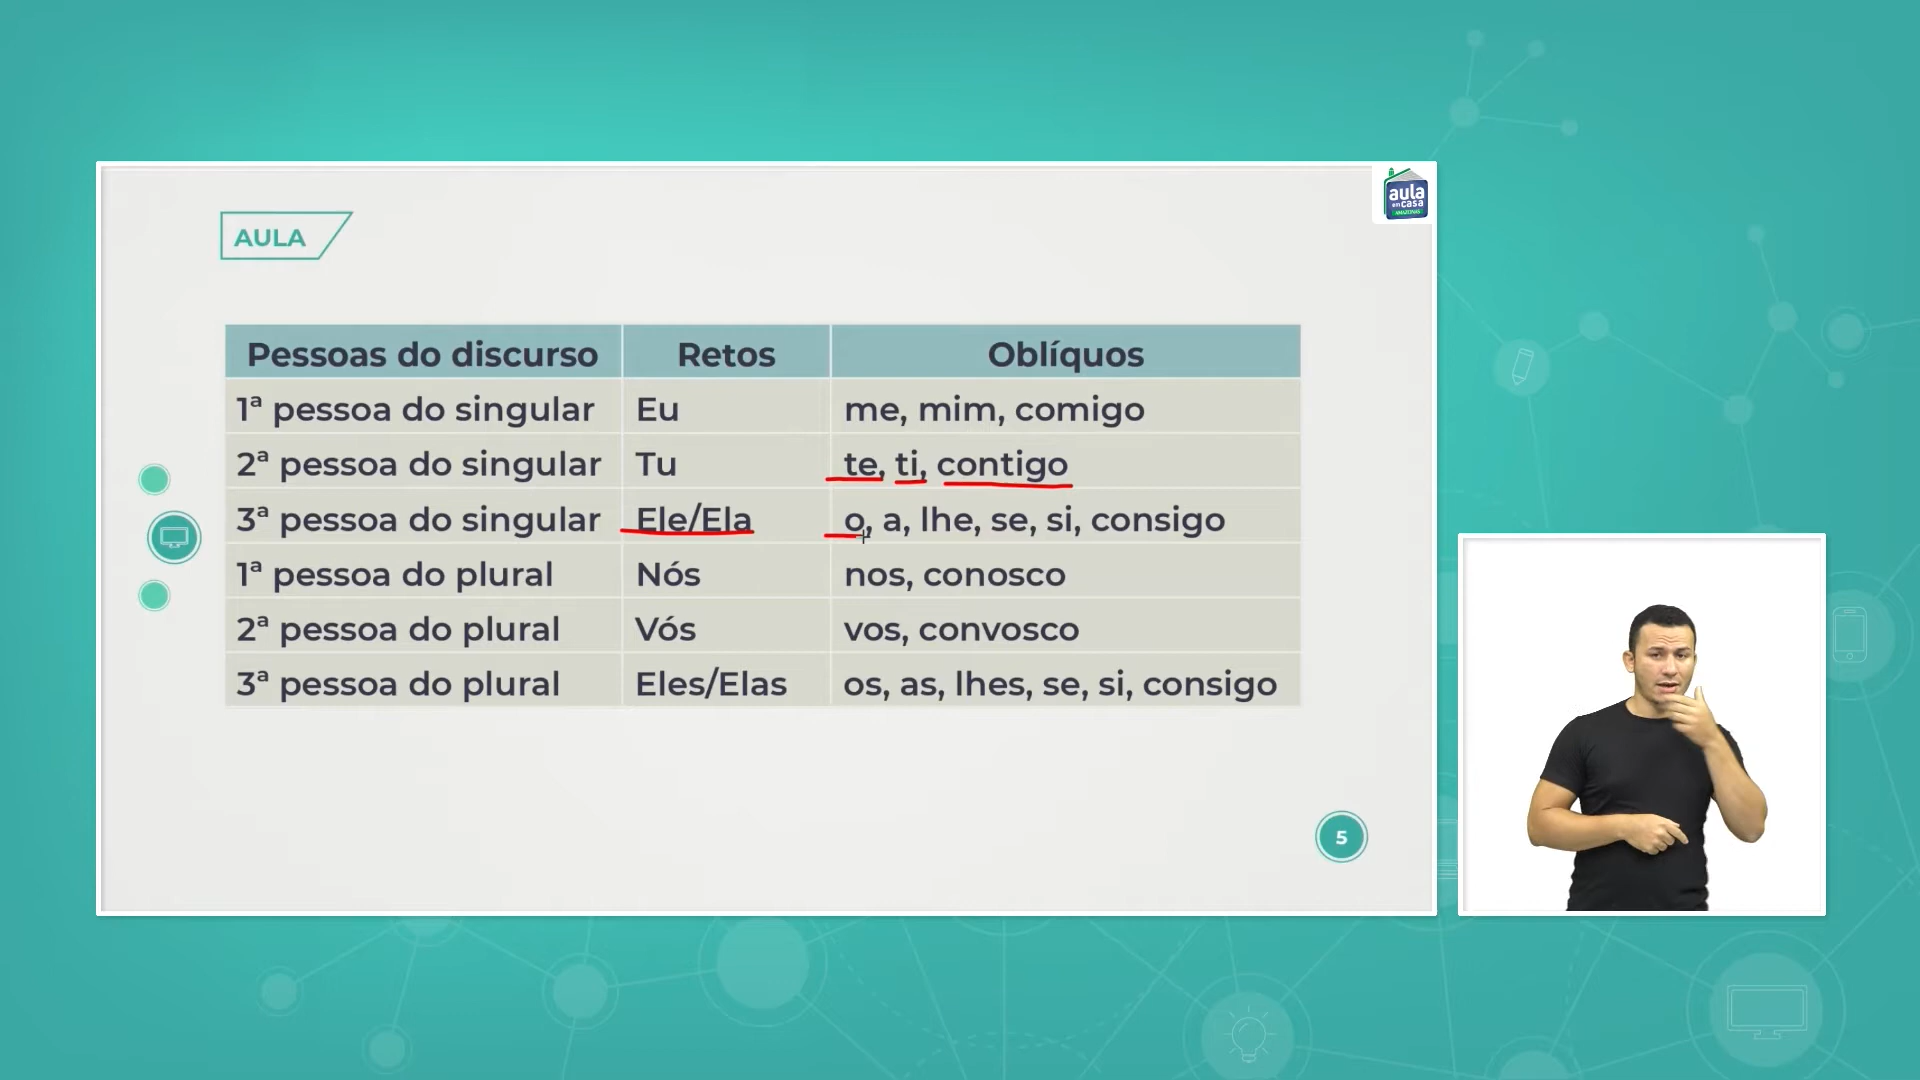 aula
em casa
AMAZONAS
AULA
Pessoas do discurso Retos Oblíquos
1ª pessoa do singular Eu me, mim, comigo
2ª pessoa do singular Tu te, ti, contigo
3ª pessoa do singular Ele/Ela o, a, lhe, se, si, consigo
1ª pessoa do plural Nós nos, conosco
2ª pessoa do plural Vós vos, convosco
3ª pessoa do plural Eles/Elas os, as, lhes, se, si, consigo
5